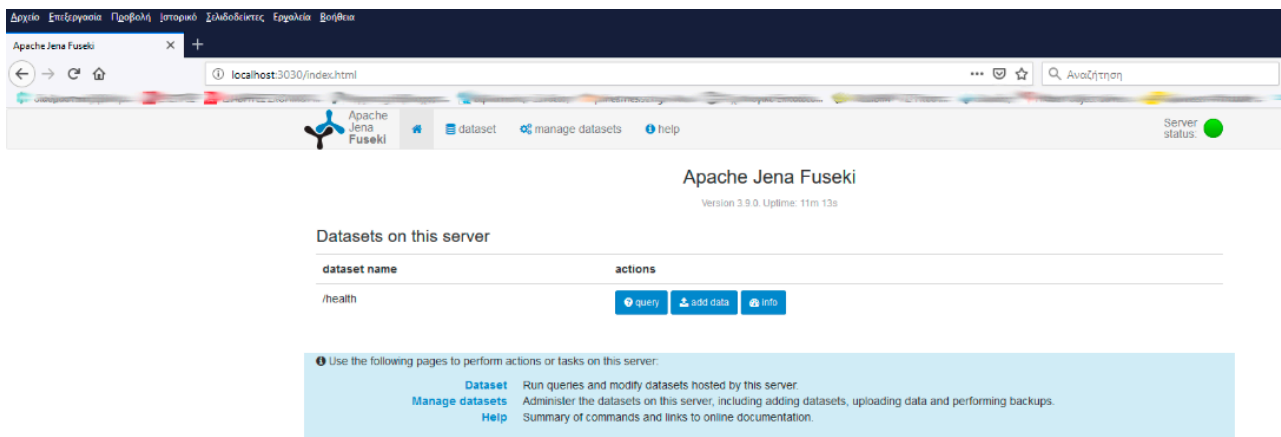 Αρχείο Επεξεργασία Προβολή Ιστορικό Σελιδοδείκτες Εργαλεία Βοήθεια
Apache Jena Fuseki
localhost:3030/index.html
Αναζήτηση
Apache
Jena
Fuseki
dataset manage datasets help
Server
status:
Apache Jena Fuseki
Version 3.9.0. Uptime: 11m 13s
Datasets on this server
dataset name actions
/health query add data info
Use the following pages to perform actions or tasks on this server:
Dataset Run queries and modify datasets hosted by this server.
Manage datasets Administer the datasets on this server, including adding datasets, uploading data and performing backups.
Help Summary of commands and links to online documentation.